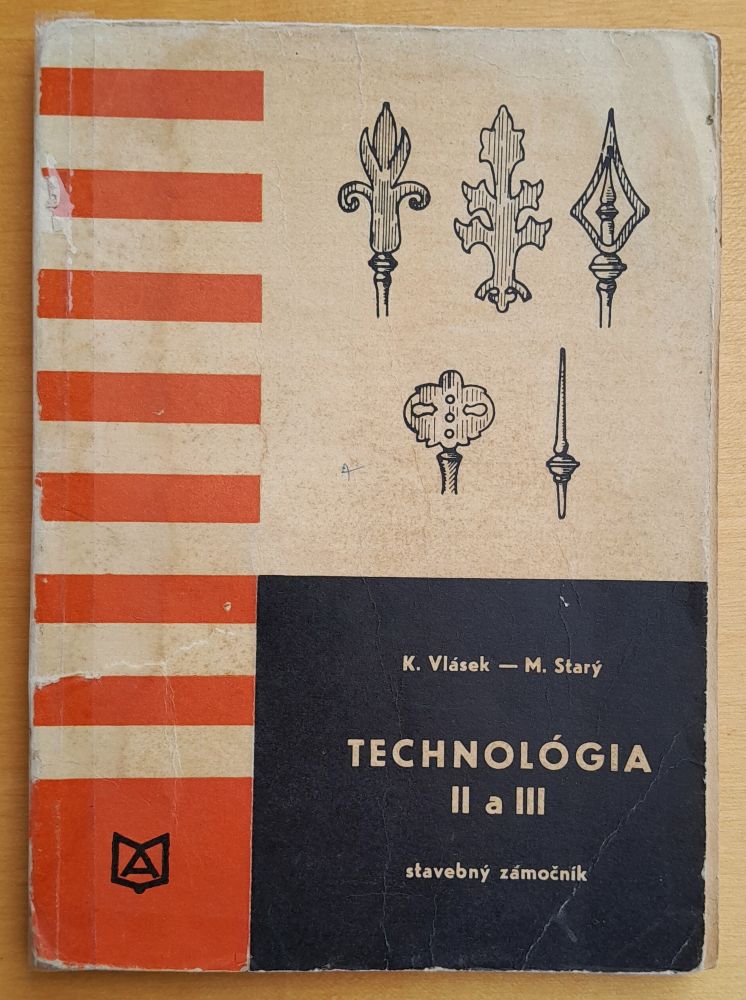 K. Vlásek — M. Starý
TECHNOLÓGIA
II a III
stavebný zámočník